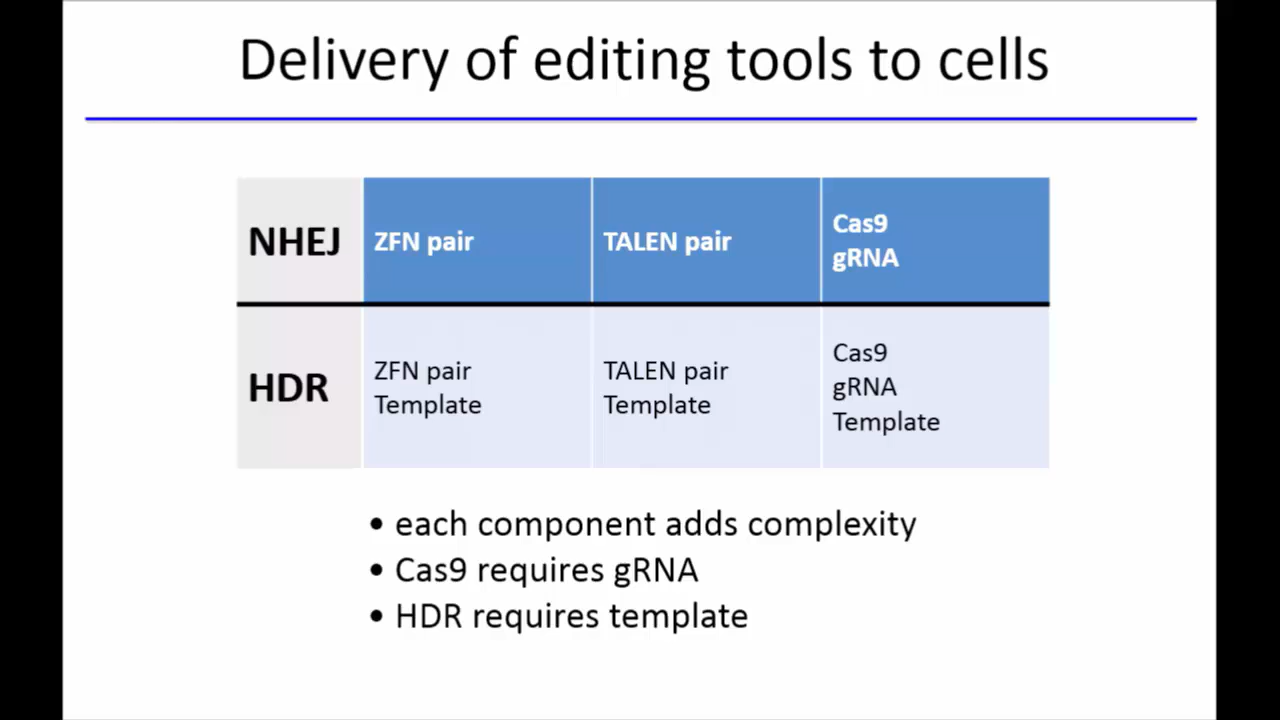 Delivery of editing tools to cells
NHEJ
ZFN pair
TALEN pair
Cas9
gRNA
HDR
ZFN pair
Template
TALEN pair
Template
Cas9
gRNA
Template
• each component adds complexity
• Cas9 requires gRNA
• HDR requires template